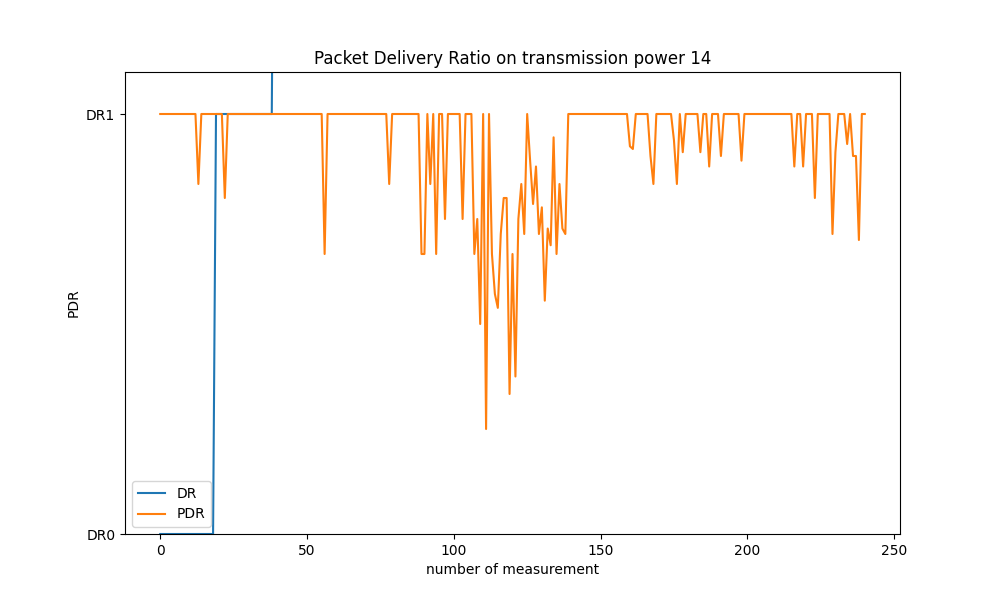 Packet Delivery Ratio on transmission power 14
DR1
PDR
DR0
DR
PDR
0 50 100 150 200 250
number of measurement